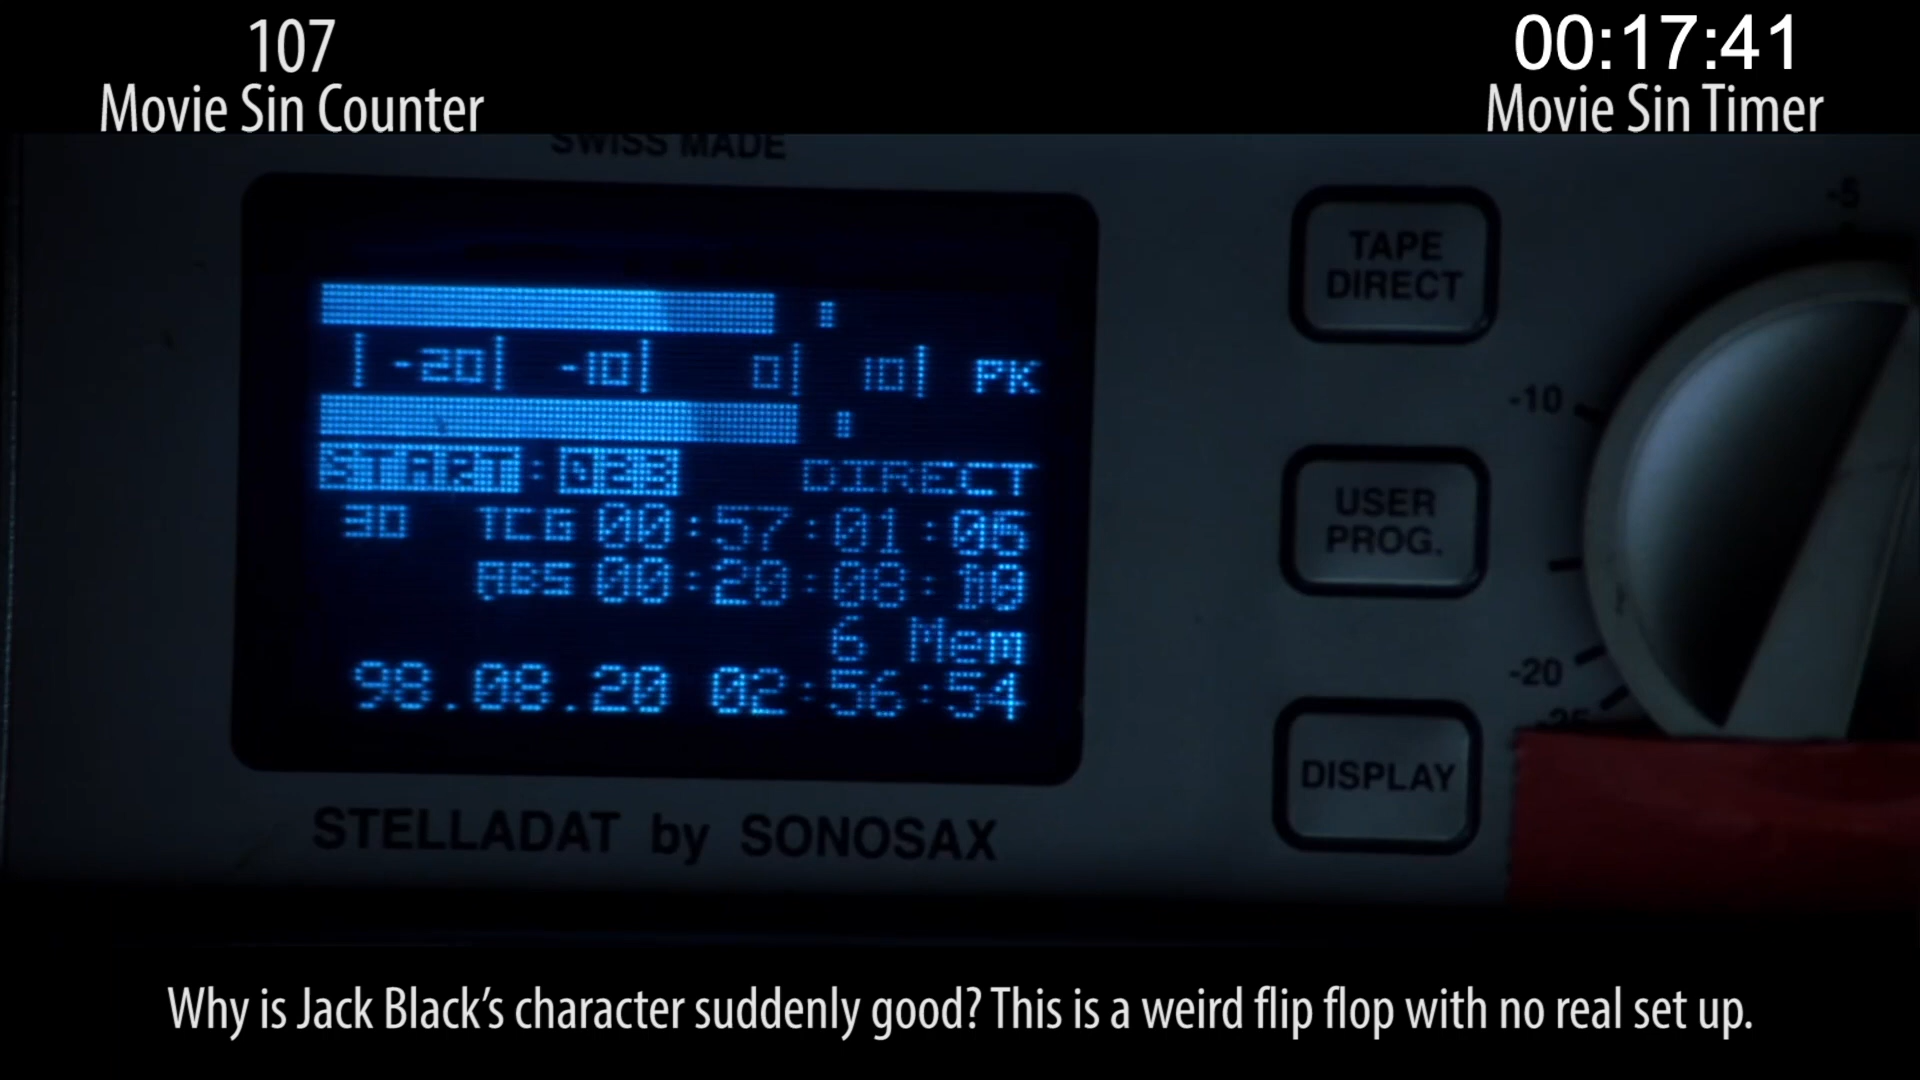 107
Movie Sin Counter
00:17:41
Movie Sin Timer
SWISS MADE
|-20| -10| 0| 10| PK
START:023 DIRECT
30 TCG 00:57:01:06
ABS 00:20:08:10
6 Mem
98.08.20 02:56:54
STELLADAT by SONOSAX
TAPE
DIRECT
USER
PROG.
DISPLAY
-5
-10
-20
-25
Why is Jack Black's character suddenly good? This is a weird flip flop with no real set up.